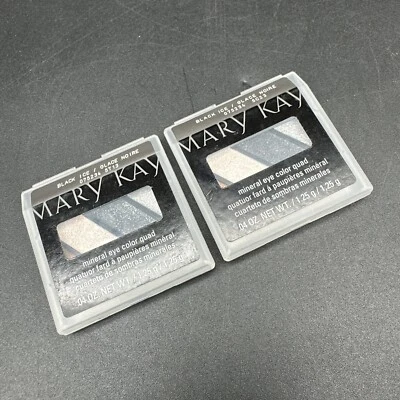 BLACK ICE / GLACE NOIRE
MARY KAY
mineral eye color quad
quatuor fard à paupières minéral
cuarteto de sombras minerales
.04 OZ. NET WT. / 1.25 g / 1,25 g
BLACK ICE / GLACE NOIRE
MARY KAY
mineral eye color quad
quatuor fard à paupières minéral
cuarteto de sombras minerales
.04 OZ. NET WT. / 1.25 g / 1,25 g